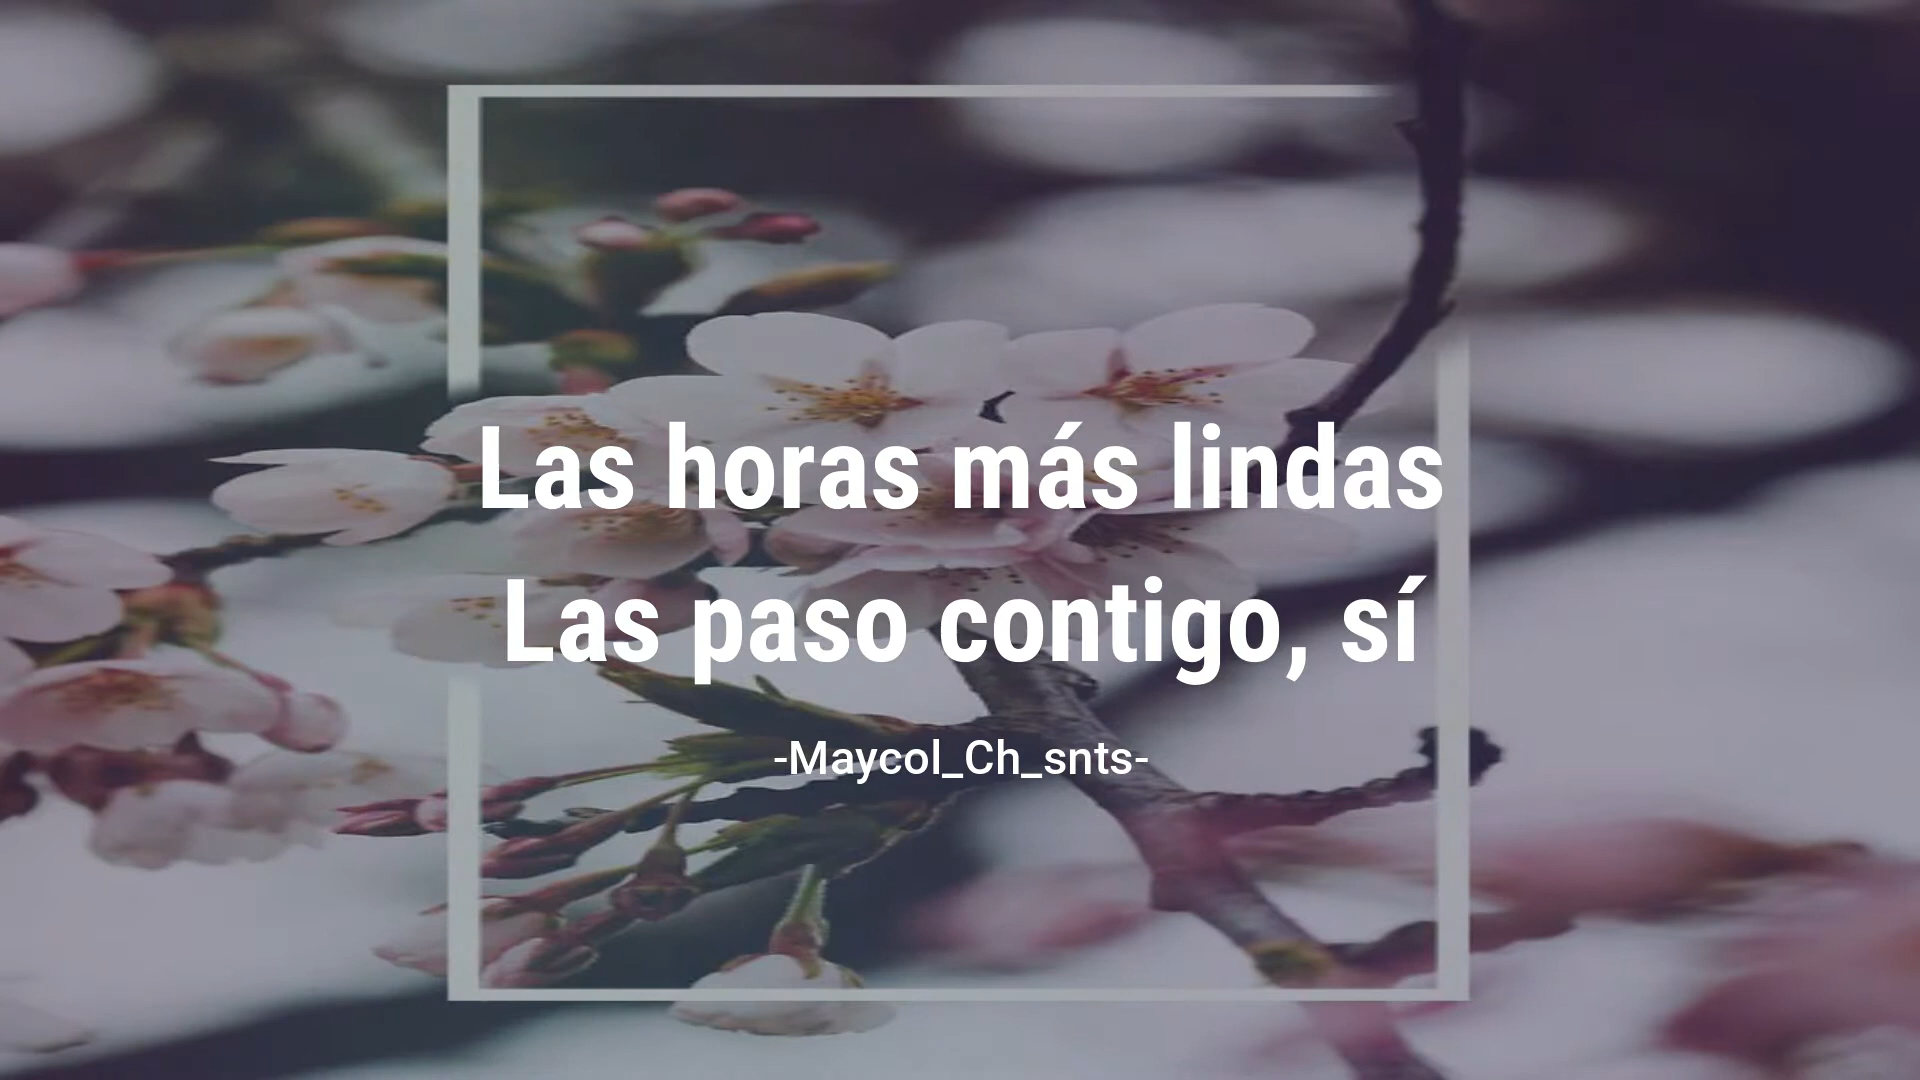 Las horas más lindas
Las paso contigo, sí
-Maycol_Ch_snts-